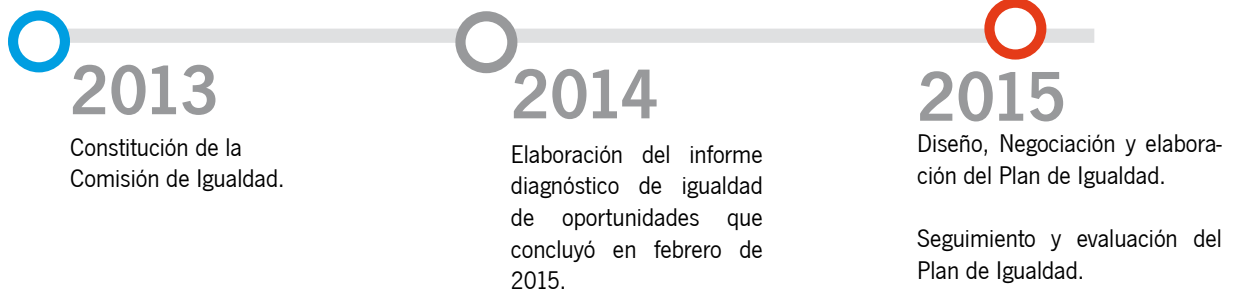 2013
Constitución de la
Comisión de Igualdad.
2014
Elaboración del informe
diagnóstico de igualdad
de oportunidades que
concluyó en febrero de
2015.
2015
Diseño, Negociación y elabora-
ción del Plan de Igualdad.
Seguimiento y evaluación del
Plan de Igualdad.